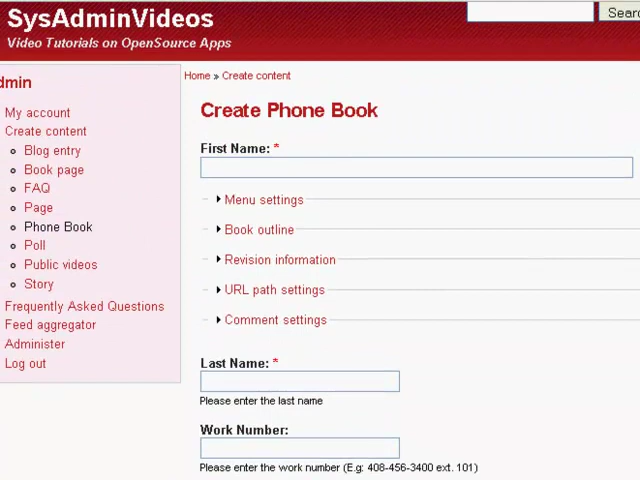 SysAdminVideos
Video Tutorials on OpenSource Apps
Home » Create content
My account
Create content
Blog entry
Book page
FAQ
Page
Phone Book
Poll
Public videos
Story
Frequently Asked Questions
Feed aggregator
Administer
Log out
Create Phone Book
First Name: *
Menu settings
Book outline
Revision information
URL path settings
Comment settings
Last Name: *
Please enter the last name
Work Number:
Please enter the work number (E.g: 408-456-3400 ext. 101)